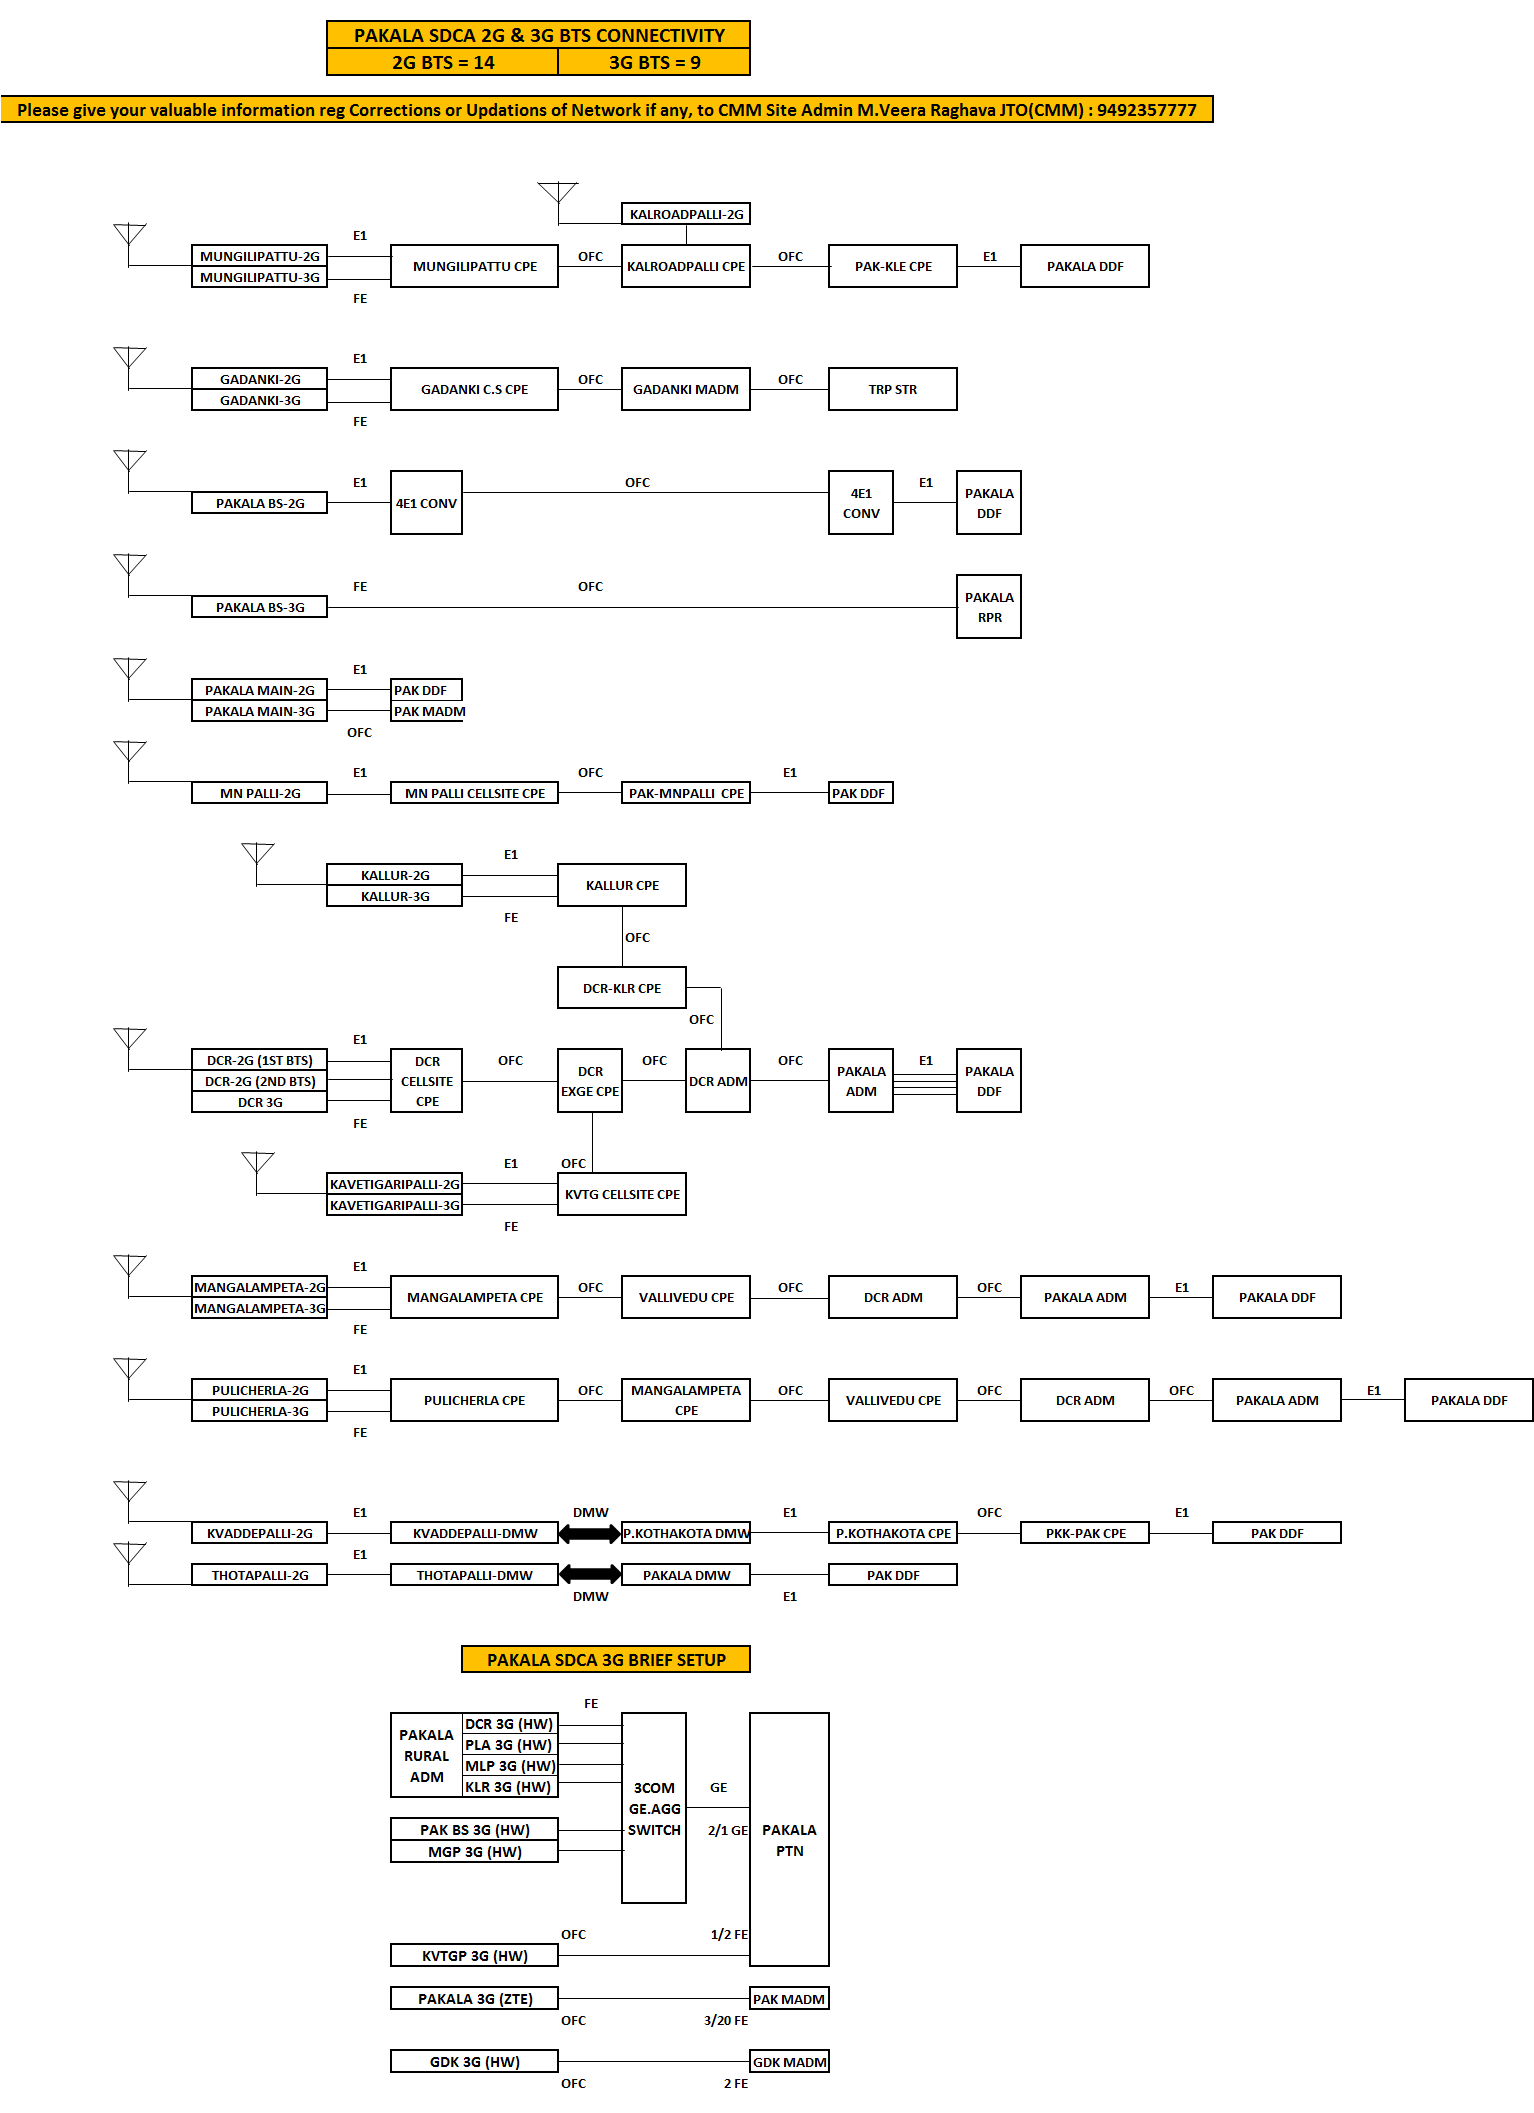 PAKALA SDCA 2G & 3G BTS CONNECTIVITY
2G BTS = 14
3G BTS = 9
Please give your valuable information reg Corrections or Updations of Network if any, to CMM Site Admin M.Veera Raghava JTO(CMM) : 9492357777
KALROADPALLI-2G
E1
MUNGILIPATTU-2G
MUNGILIPATTU-3G
FE
MUNGILIPATTU CPE
OFC
KALROADPALLI CPE
OFC
PAK-KLE CPE
E1
PAKALA DDF
E1
GADANKI-2G
GADANKI-3G
FE
GADANKI C.S CPE
OFC
GADANKI MADM
OFC
TRP STR
PAKALA BS-2G
E1
4E1 CONV
OFC
4E1
CONV
E1
PAKALA
DDF
PAKALA BS-3G
FE
OFC
PAKALA
RPR
E1
PAKALA MAIN-2G
PAK DDF
PAKALA MAIN-3G
PAK MADM
OFC
MN PALLI-2G
E1
MN PALLI CELLSITE CPE
OFC
PAK-MNPALLI  CPE
E1
PAK DDF
E1
KALLUR-2G
KALLUR-3G
FE
KALLUR CPE
OFC
DCR-KLR CPE
OFC
E1
DCR-2G (1ST BTS)
DCR-2G (2ND BTS)
DCR 3G
FE
DCR
CELLSITE
CPE
OFC
DCR
EXGE CPE
OFC
DCR ADM
OFC
PAKALA
ADM
E1
PAKALA
DDF
E1
OFC
KAVETIGARIPALLI-2G
KAVETIGARIPALLI-3G
FE
KVTG CELLSITE CPE
E1
MANGALAMPETA-2G
MANGALAMPETA-3G
FE
MANGALAMPETA CPE
OFC
VALLIVEDU CPE
OFC
DCR ADM
OFC
PAKALA ADM
E1
PAKALA DDF
E1
PULICHERLA-2G
PULICHERLA-3G
FE
PULICHERLA CPE
OFC
MANGALAMPETA
CPE
OFC
VALLIVEDU CPE
OFC
DCR ADM
OFC
PAKALA ADM
E1
PAKALA DDF
KVADDEPALLI-2G
E1
KVADDEPALLI-DMW
DMW
P.KOTHAKOTA DMW
E1
P.KOTHAKOTA CPE
OFC
PKK-PAK CPE
E1
PAK DDF
THOTAPALLI-2G
E1
THOTAPALLI-DMW
DMW
PAKALA DMW
E1
PAK DDF
PAKALA SDCA 3G BRIEF SETUP
FE
PAKALA
RURAL
ADM
DCR 3G (HW)
PLA 3G (HW)
MLP 3G (HW)
KLR 3G (HW)
PAK BS 3G (HW)
MGP 3G (HW)
3COM
GE.AGG
SWITCH
GE
2/1 GE
PAKALA
PTN
OFC
1/2 FE
KVTGP 3G (HW)
PAKALA 3G (ZTE)
PAK MADM
OFC
3/20 FE
GDK 3G (HW)
GDK MADM
OFC
2 FE